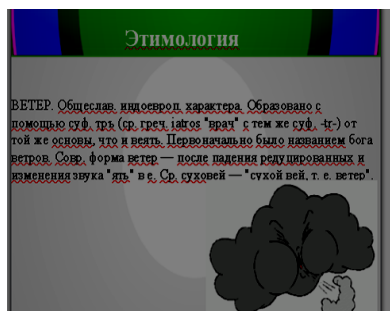 Этимология
ВЕТЕР. Общеслав. индоевроп. характера. Образовано с
помощью суф. тръ (ср. греч. iatros "врач" с тем же суф. -tr-) от
той же основы, что и веять. Первоначально было названием бога
ветров. Совр. форма ветер — после падения редуцированных и
изменения звука "ять" в е. Ср. суховей — "сухой вей, т. е. ветер".